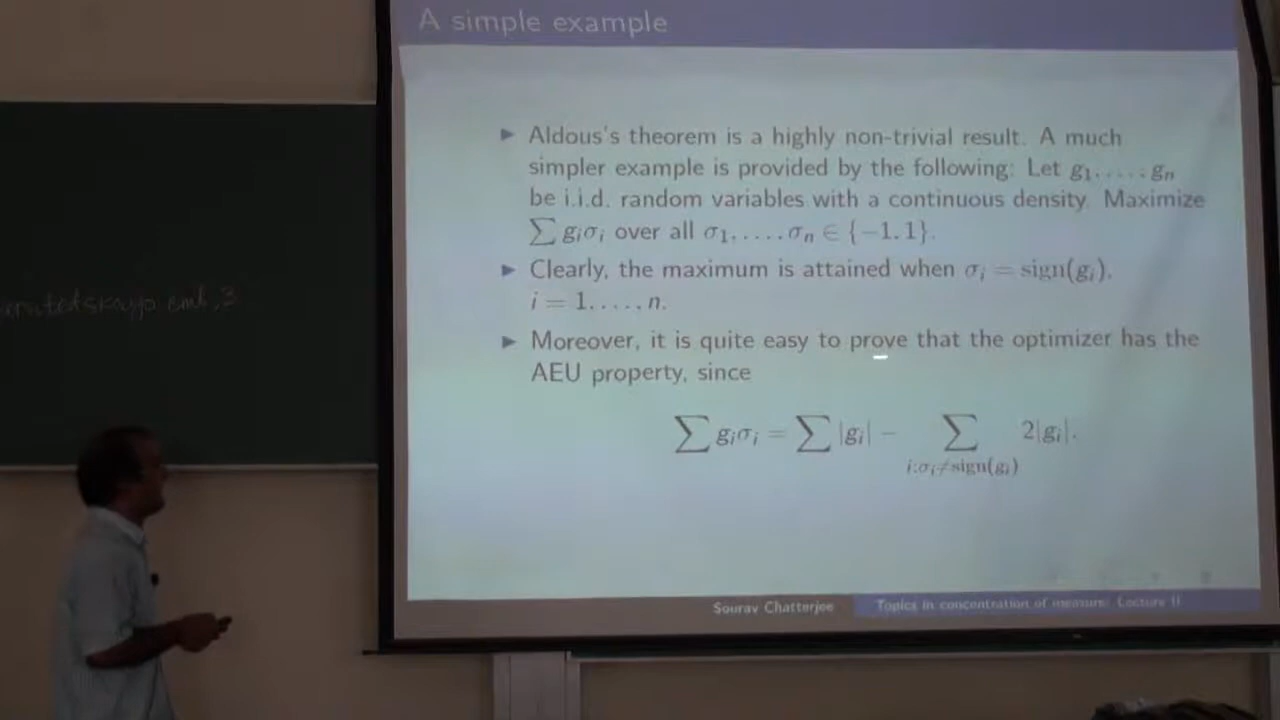 A simple example
Aldous's theorem is a highly non-trivial result. A much
simpler example is provided by the following: Let g₁, . . . , gₙ
be i.i.d. random variables with a continuous density. Maximize
∑ gᵢσᵢ over all σ₁, . . . , σₙ ∈ {−1, 1}.
Clearly, the maximum is attained when σᵢ = sign(gᵢ),
i = 1, . . . , n.
Moreover, it is quite easy to prove that the optimizer has the
AEU property, since
∑ gᵢσᵢ = ∑ |gᵢ| − ∑ 2|gᵢ|.
i:σᵢ≠sign(gᵢ)
Sourav Chatterjee Topics in concentration of measure: Lecture II